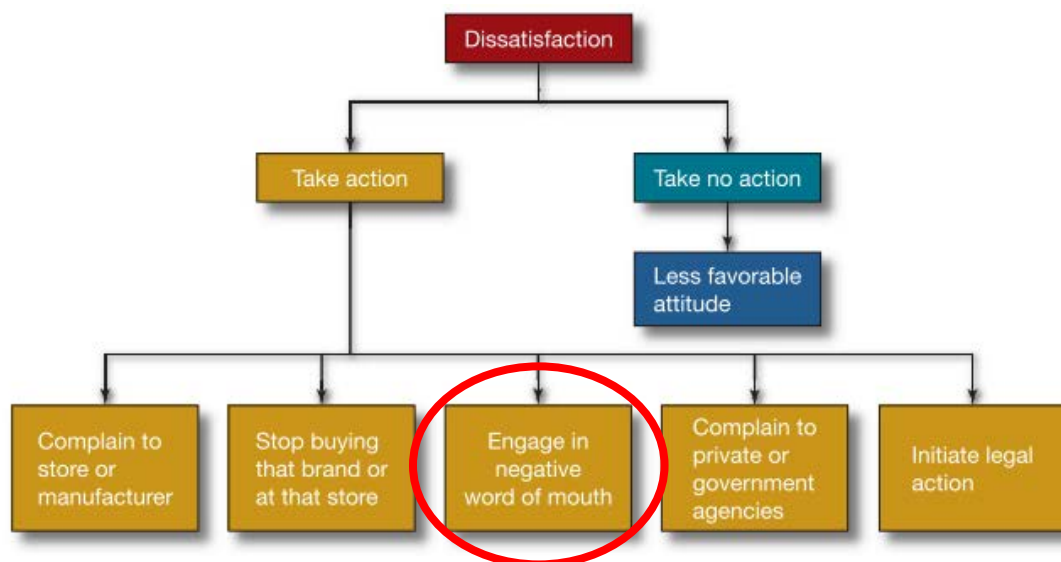 Dissatisfaction
Take action
Take no action
Less favorable
attitude
Complain to
store or
manufacturer
Stop buying
that brand or
at that store
Engage in
negative
word of mouth
Complain to
private or
government
agencies
Initiate legal
action